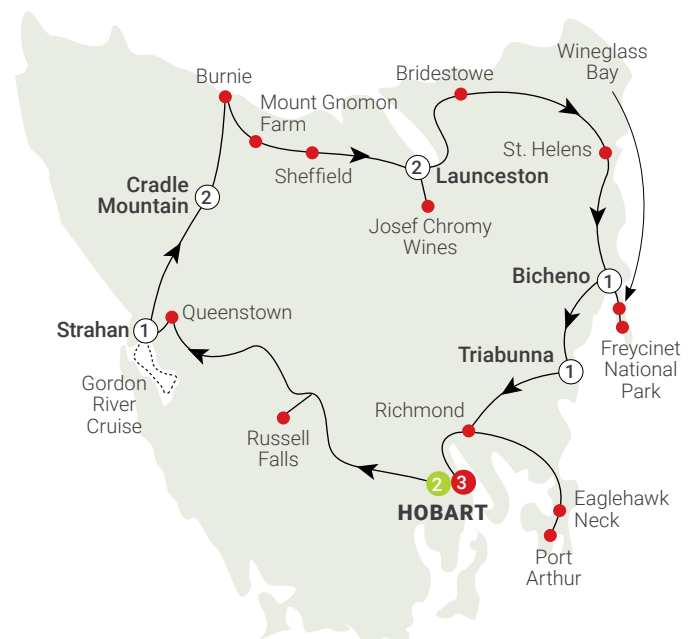 Wineglass
Bay
Burnie
Bridestowe
Mount Gnomon
Farm
St. Helens
Sheffield
2
Launceston
Cradle
Mountain
2
Josef Chromy
Wines
Bicheno
1
Queenstown
Strahan
1
Freycinet
National
Park
Triabunna
1
Gordon
River
Cruise
Richmond
Russell
Falls
2
3
HOBART
Eaglehawk
Neck
Port
Arthur